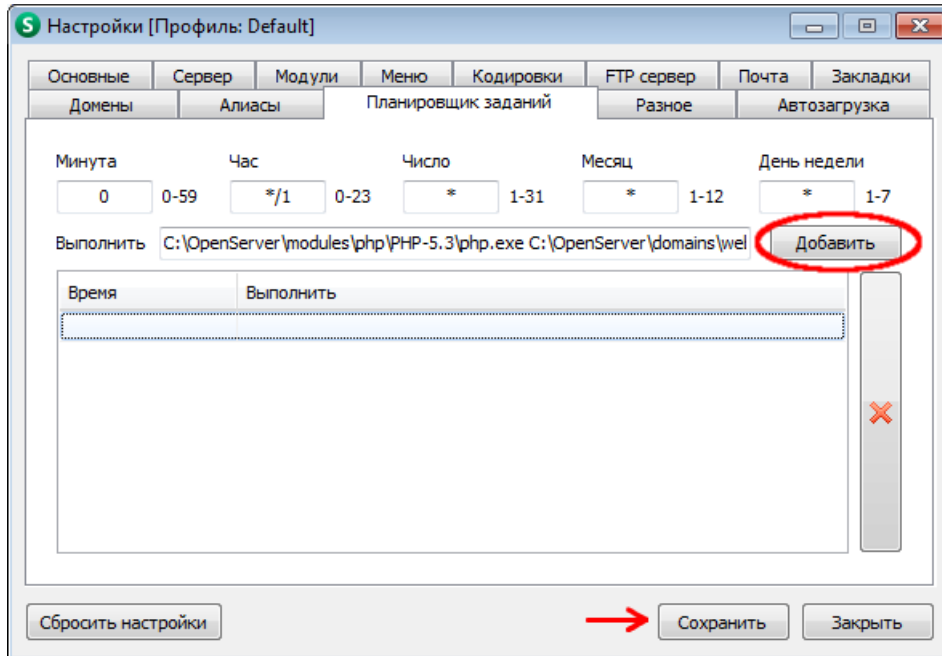 S Настройки [Профиль: Default]
Основные Сервер Модули Меню Кодировки FTP сервер Почта Закладки
Домены Алиасы Планировщик заданий Разное Автозагрузка
Минута Час Число Месяц День недели
0 0-59 */1 0-23 * 1-31 * 1-12 * 1-7
Выполнить C:\OpenServer\modules\php\PHP-5.3\php.exe C:\OpenServer\domains\wel Добавить
Время Выполнить
Сбросить настройки Сохранить Закрыть